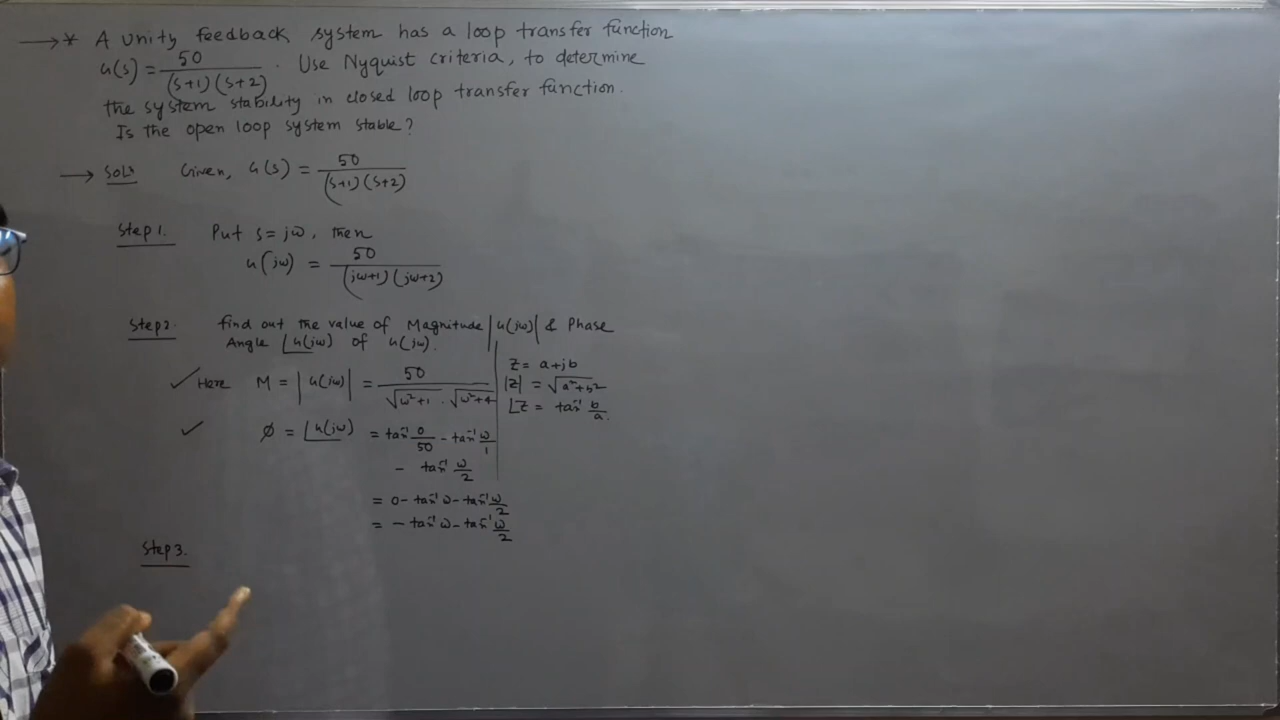 → * A unity feedback system has a loop transfer function
G(s) = 50 / (s+1)(s+2) . Use Nyquist criteria, to determine
the system stability in closed loop transfer function.
Is the open loop system stable?
→ Solⁿ Given, G(s) = 50 / (s+1)(s+2)
Step 1. Put s = jω, then
G(jω) = 50 / (jω+1)(jω+2)
Step 2. find out the value of Magnitude |G(jω)| & Phase
Angle ∠G(jω) of G(jω).
✓ Here M = |G(jω)| = 50 / √ω²+1 . √ω²+4
z = a+jb
|z| = √a²+b²
∠z = tan⁻¹ b/a.
✓ ϕ = ∠G(jω) = tan⁻¹ 0/50 - tan⁻¹ ω/1
- tan⁻¹ ω/2
= 0 - tan⁻¹ ω - tan⁻¹ ω/2
= - tan⁻¹ ω - tan⁻¹ ω/2
Step 3.